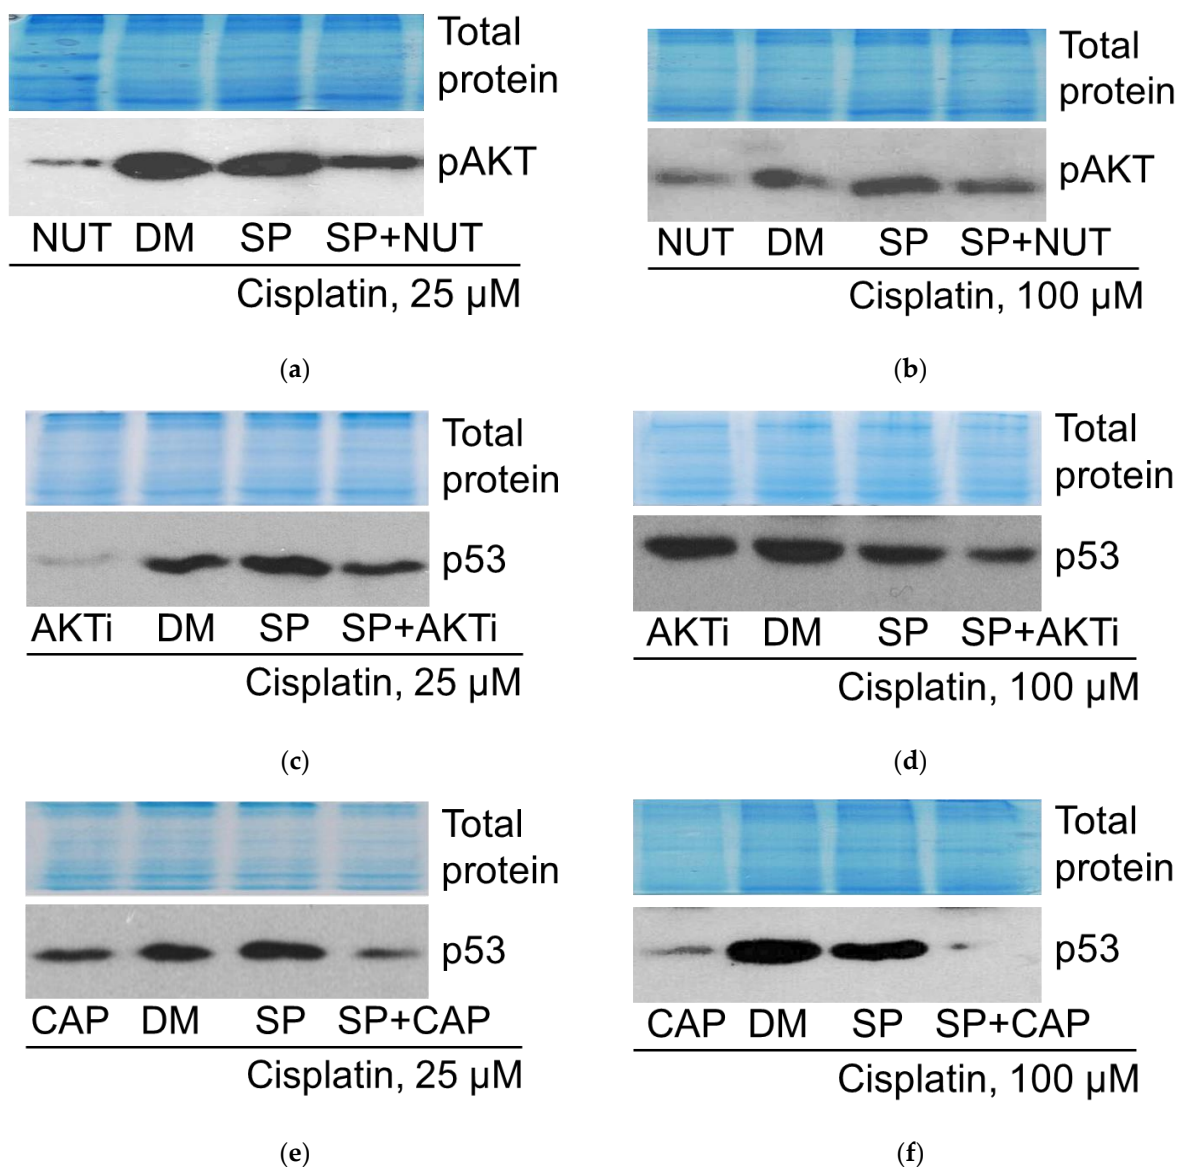 Total
protein
pAKT
NUT DM SP SP+NUT
Cisplatin, 25 µM
(a)
Total
protein
pAKT
NUT DM SP SP+NUT
Cisplatin, 100 µM
(b)
Total
protein
p53
AKTi DM SP SP+AKTi
Cisplatin, 25 µM
(c)
Total
protein
p53
AKTi DM SP SP+AKTi
Cisplatin, 100 µM
(d)
Total
protein
p53
CAP DM SP SP+CAP
Cisplatin, 25 µM
(e)
Total
protein
p53
CAP DM SP SP+CAP
Cisplatin, 100 µM
(f)